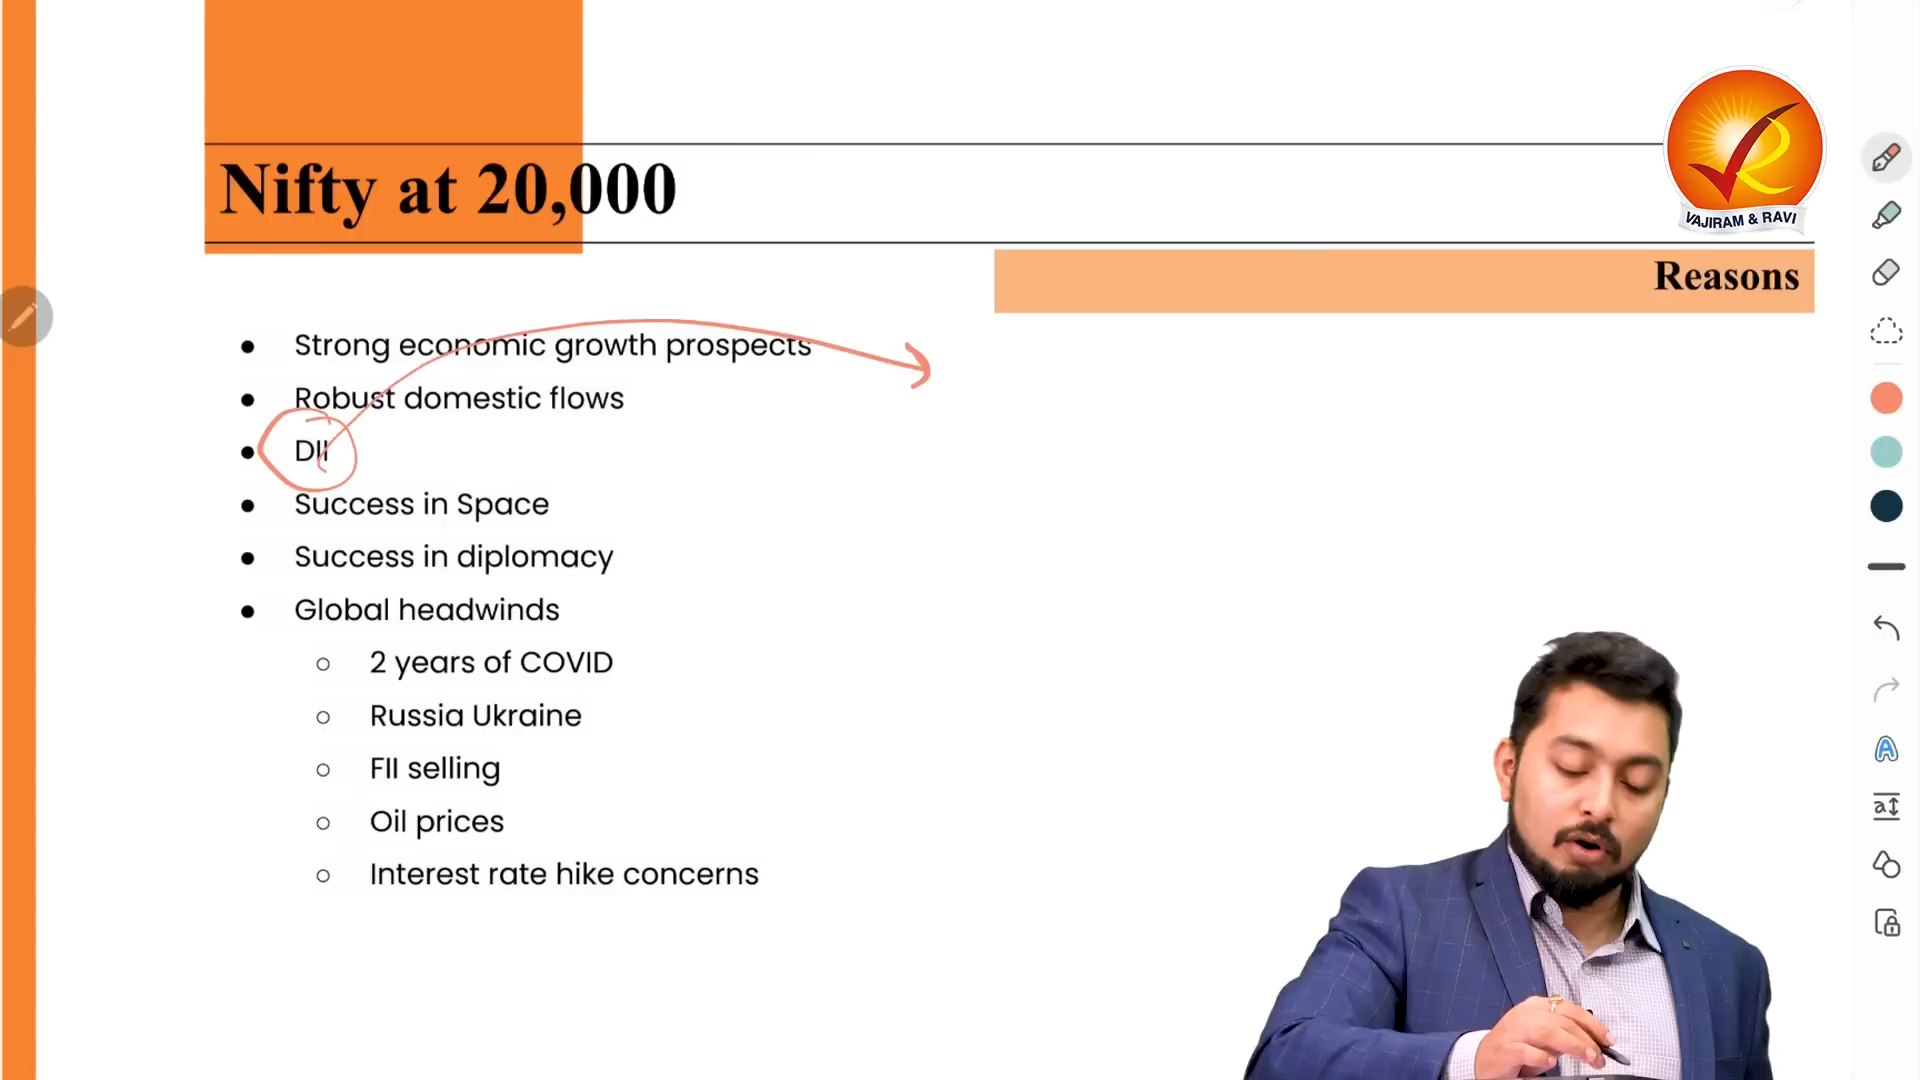 Nifty at 20,000
VAJIRAM & RAVI
Reasons
● Strong economic growth prospects
● Robust domestic flows
● DII
● Success in Space
● Success in diplomacy
● Global headwinds
○ 2 years of COVID
○ Russia Ukraine
○ FII selling
○ Oil prices
○ Interest rate hike concerns